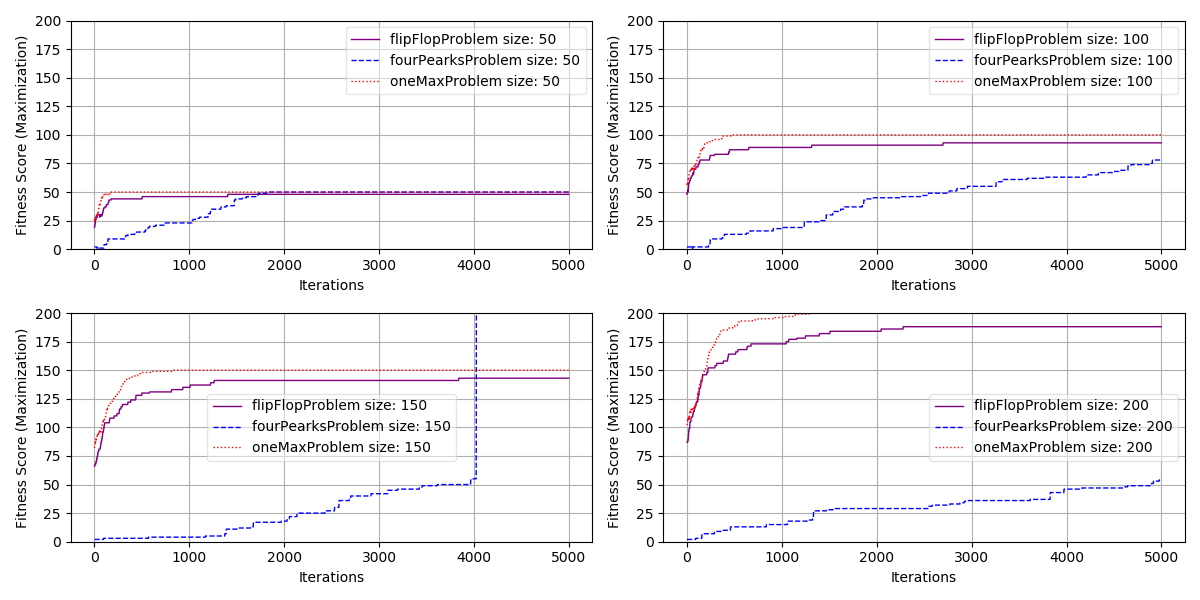 200
175
150
125
100
75
50
25
0
Fitness Score (Maximization)
flipFlopProblem size: 50
fourPearksProblem size: 50
oneMaxProblem size: 50
0 1000 2000 3000 4000 5000
Iterations
200
175
150
125
100
75
50
25
0
Fitness Score (Maximization)
flipFlopProblem size: 100
fourPearksProblem size: 100
oneMaxProblem size: 100
0 1000 2000 3000 4000 5000
Iterations
200
175
150
125
100
75
50
25
0
Fitness Score (Maximization)
flipFlopProblem size: 150
fourPearksProblem size: 150
oneMaxProblem size: 150
0 1000 2000 3000 4000 5000
Iterations
200
175
150
125
100
75
50
25
0
Fitness Score (Maximization)
flipFlopProblem size: 200
fourPearksProblem size: 200
oneMaxProblem size: 200
0 1000 2000 3000 4000 5000
Iterations